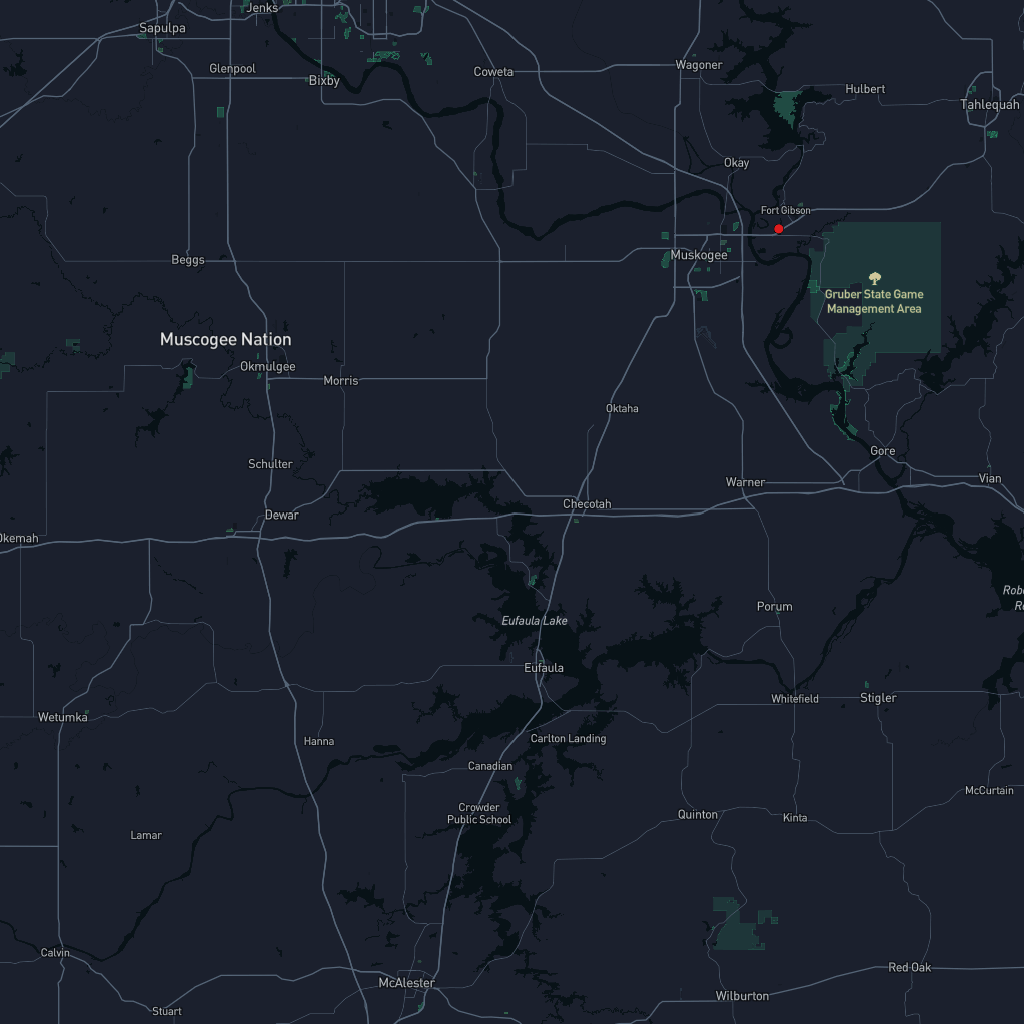 Jenks
Sapulpa
Glenpool
Bixby
Coweta
Wagoner
Hulbert
Tahlequah
Okay
Fort Gibson
Muskogee
Beggs
Gruber State Game
Management Area
Muscogee Nation
Okmulgee
Morris
Oktaha
Gore
Schulter
Warner
Vian
Checotah
Dewar
Okemah
Robe
Re
Porum
Eufaula Lake
Eufaula
Whitefield
Stigler
Wetumka
Hanna
Carlton Landing
Canadian
McCurtain
Crowder
Public School
Quinton
Kinta
Lamar
Calvin
Red Oak
McAlester
Wilburton
Stuart